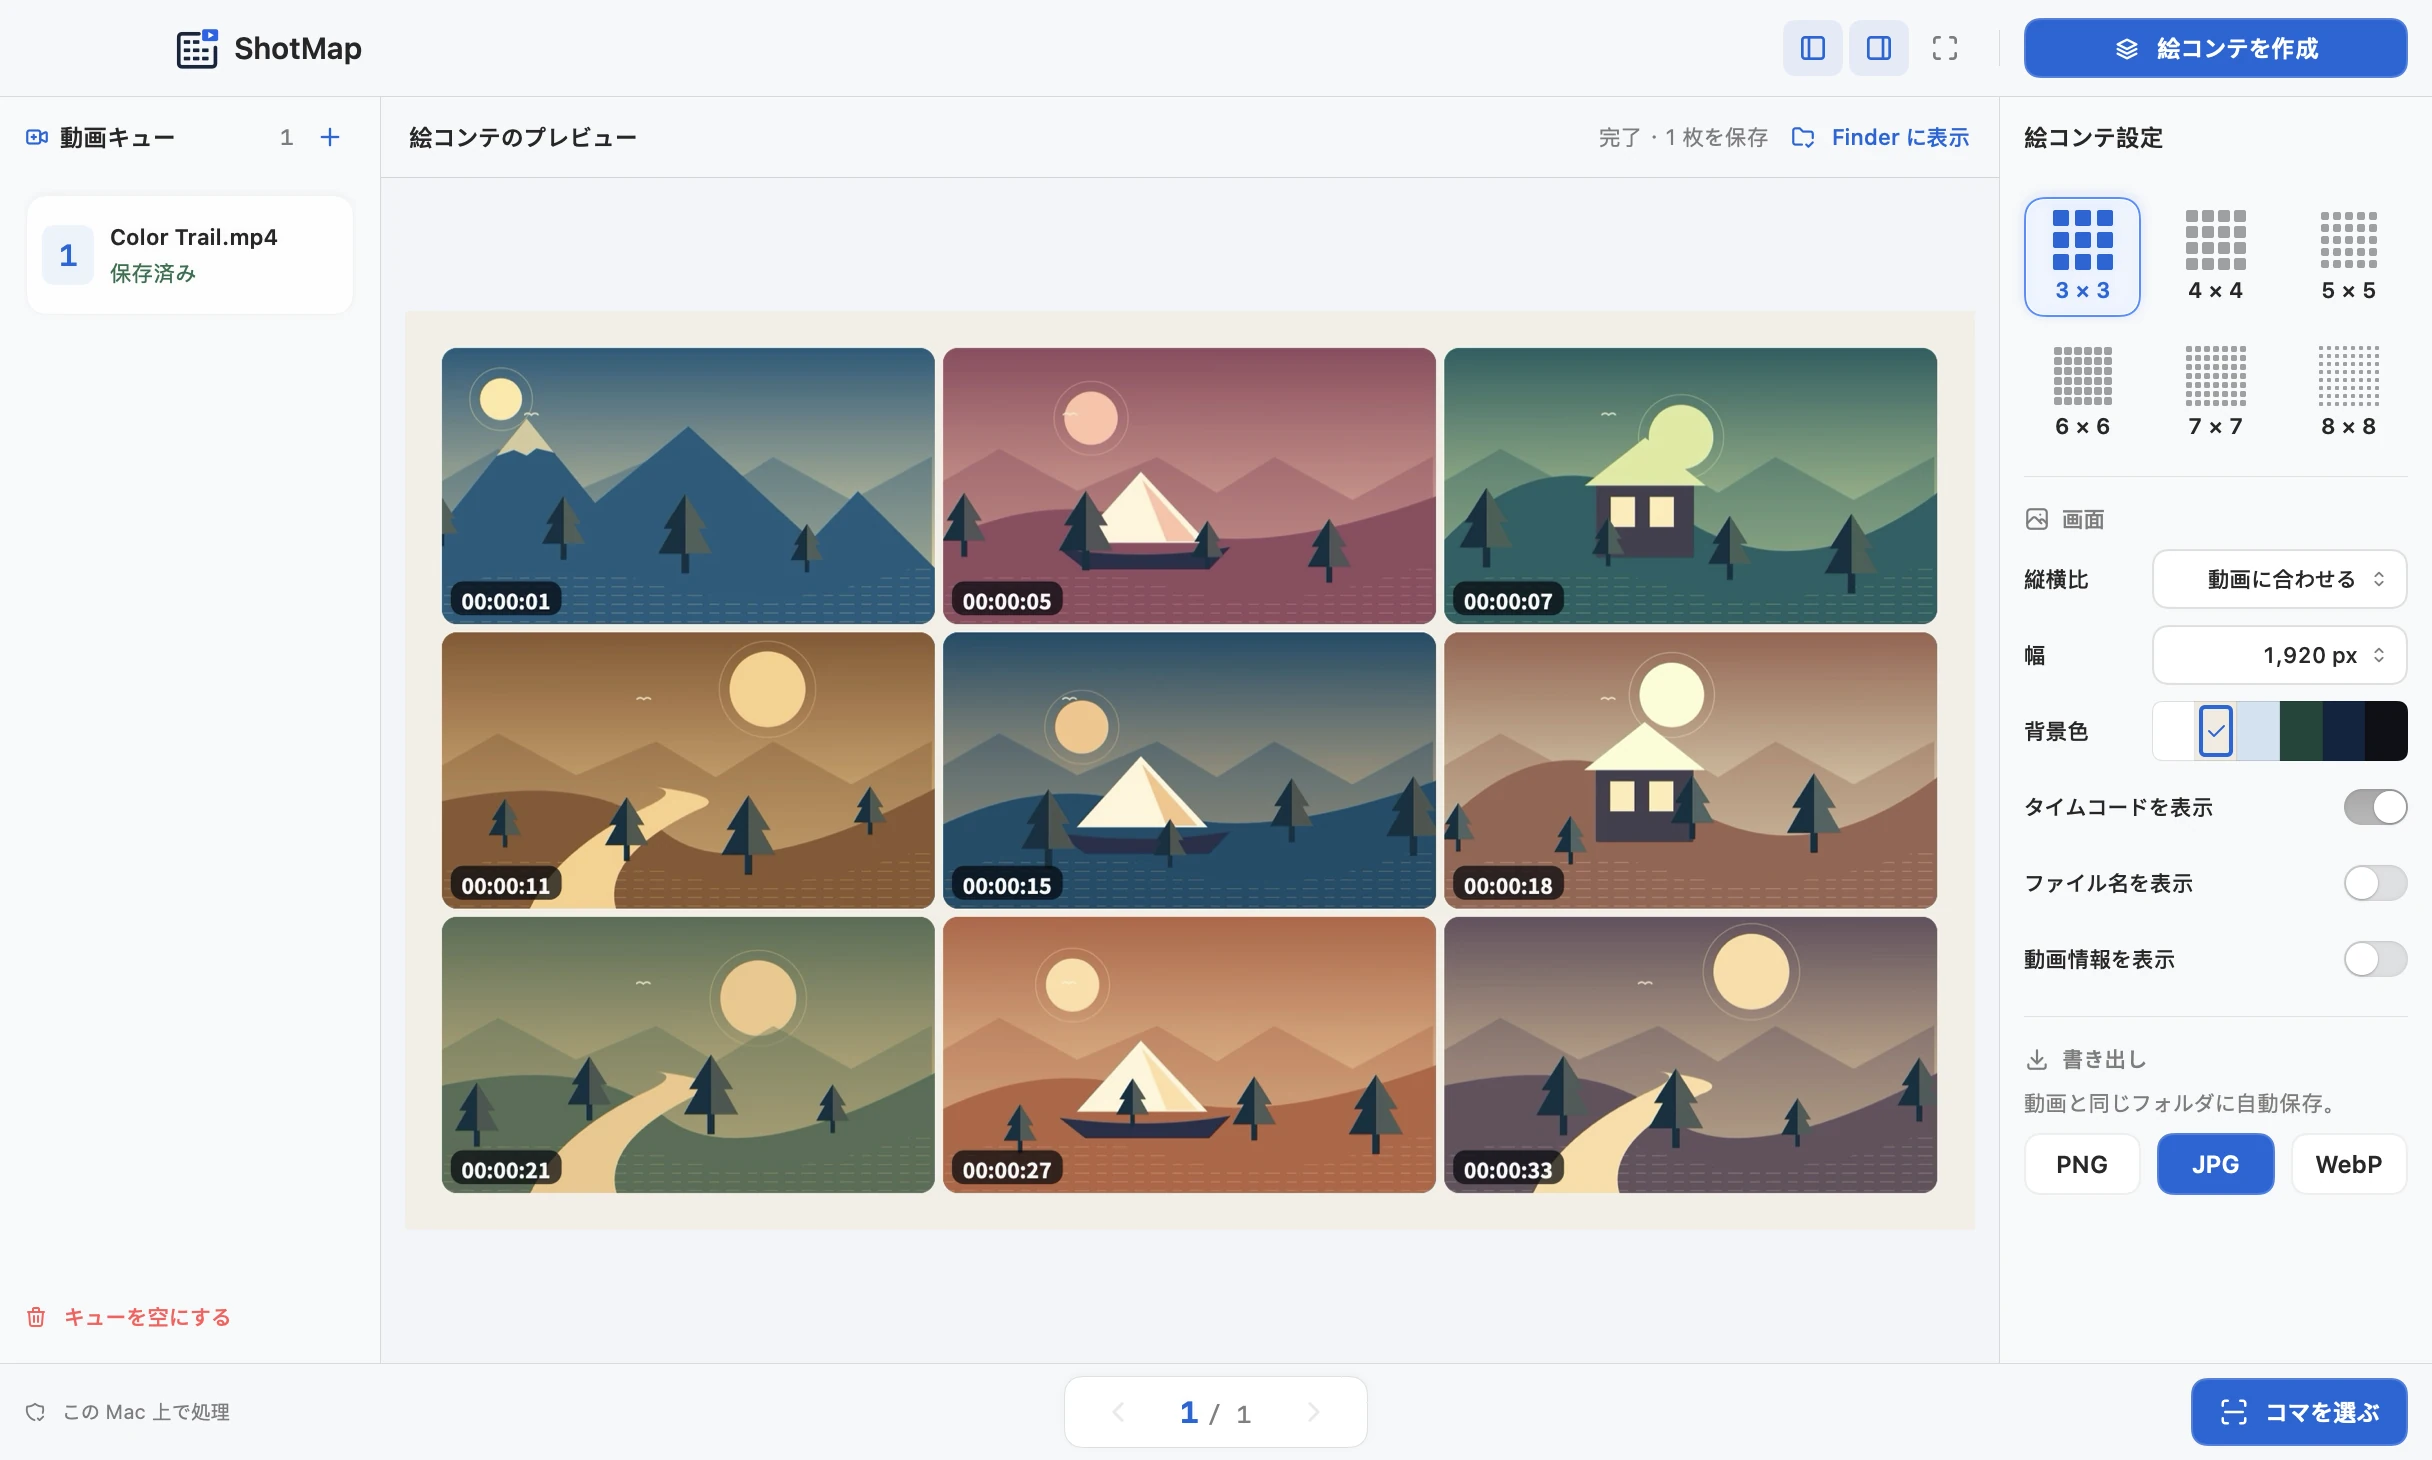 ShotMap
絵コンテを作成
動画キュー 1
絵コンテのプレビュー
完了・1 枚を保存
Finder に表示
絵コンテ設定
1
Color Trail.mp4
保存済み
00:00:01
00:00:05
00:00:07
00:00:11
00:00:15
00:00:18
00:00:21
00:00:27
00:00:33
3 × 3
4 × 4
5 × 5
6 × 6
7 × 7
8 × 8
画面
縦横比 動画に合わせる
幅 1,920 px
背景色
タイムコードを表示
ファイル名を表示
動画情報を表示
書き出し
動画と同じフォルダに自動保存。
PNG
JPG
WebP
キューを空にする
この Mac 上で処理
1 / 1
コマを選ぶ